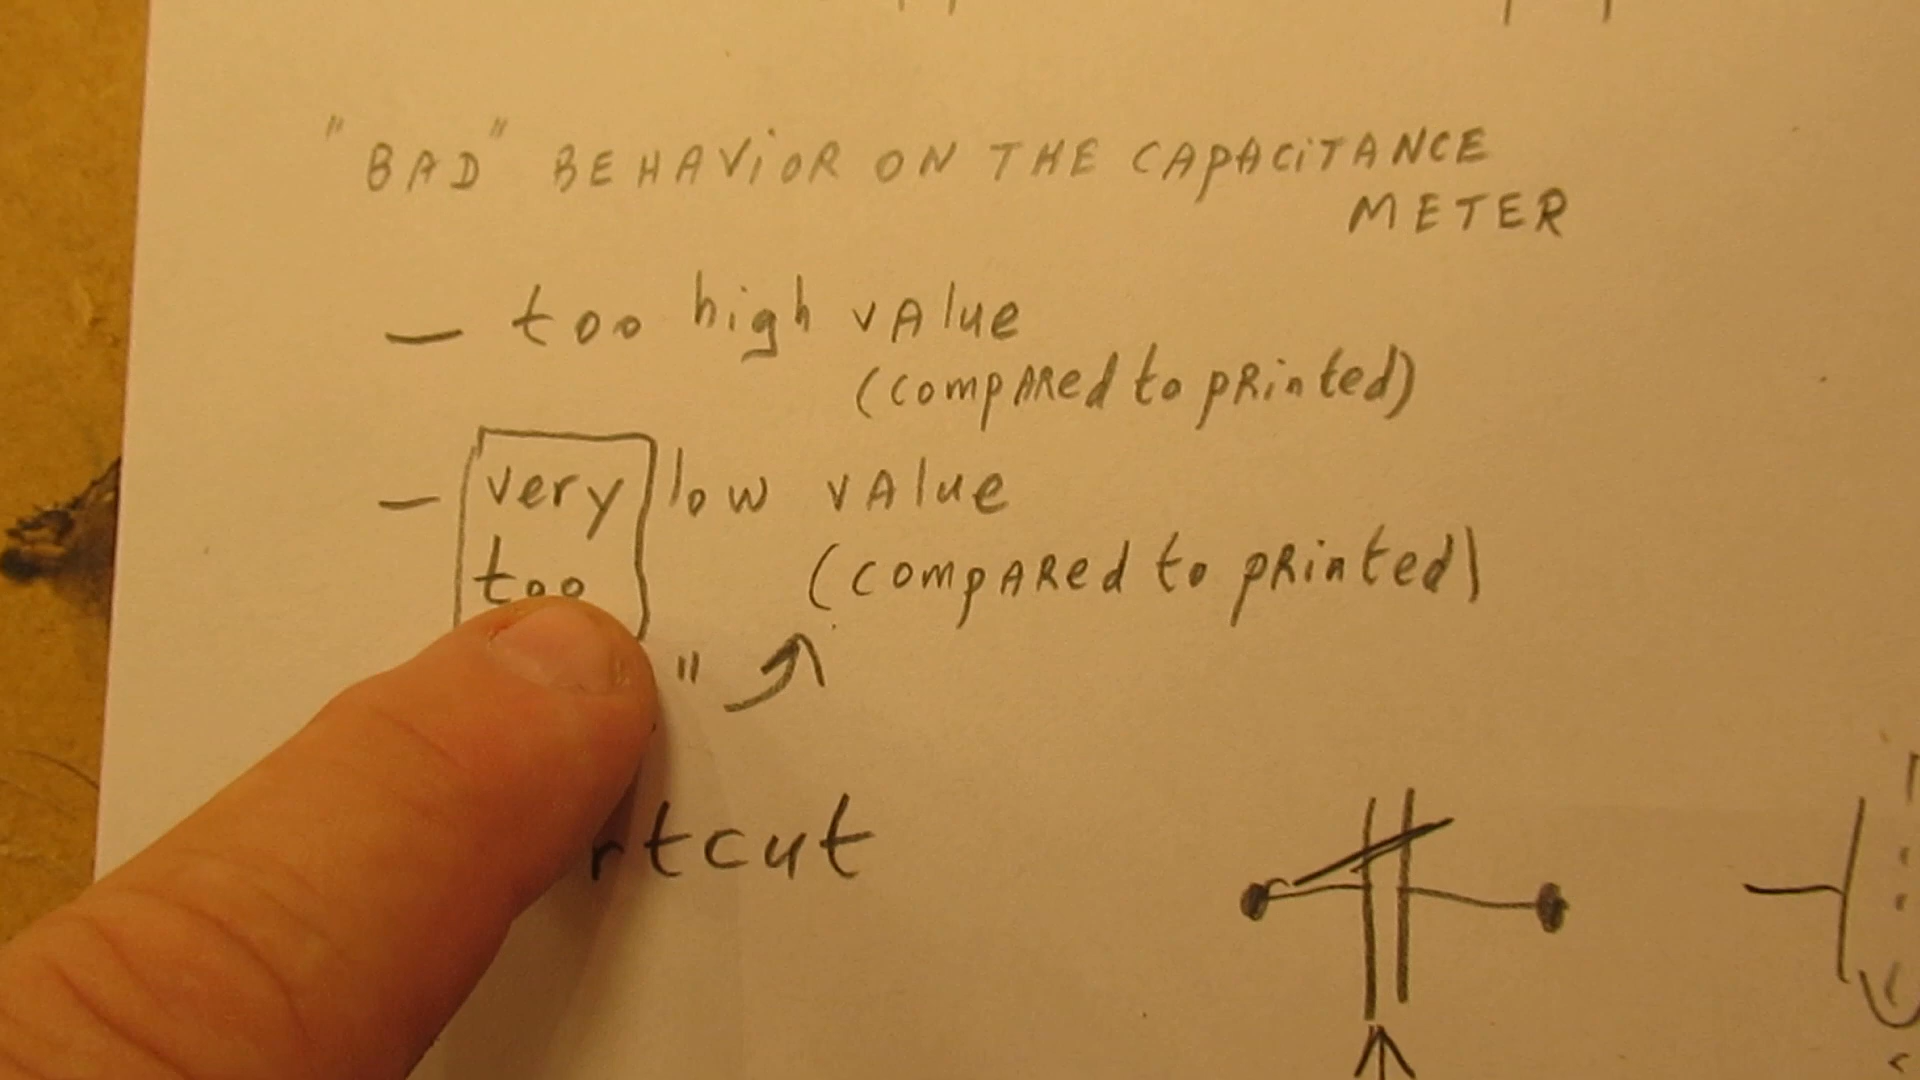 "BAD" BEHAVIOR ON THE CAPACITANCE
METER
— too high value
(compared to printed)
— very low value
too (compared to printed)
"
rtcut